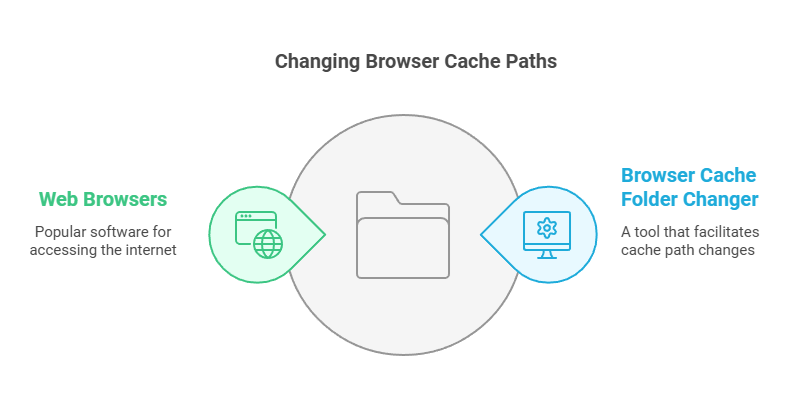 Changing Browser Cache Paths
Web Browsers
Popular software for
accessing the internet
Browser Cache
Folder Changer
A tool that facilitates
cache path changes